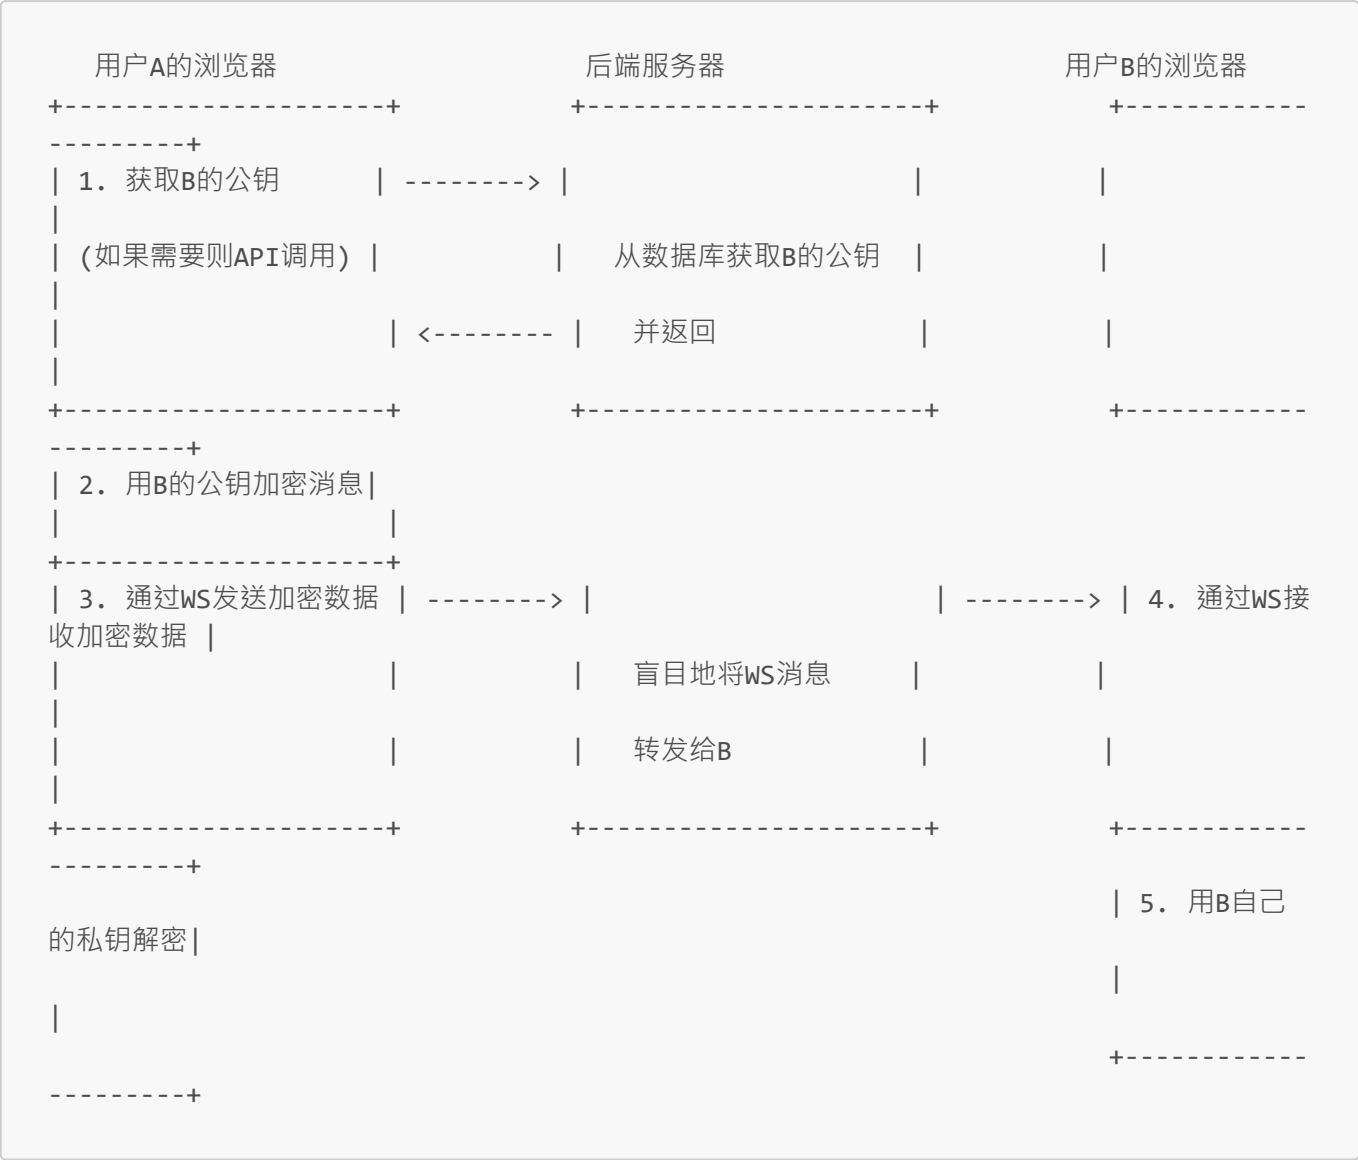 用户A的浏览器                    后端服务器                      用户B的浏览器
+---------------------+           +----------------------+           +------------
---------+
| 1. 获取B的公钥      | --------> |                      |           |
|
| (如果需要则API调用) |           |   从数据库获取B的公钥  |           |
|
|                     | <-------- |   并返回             |           |
|
+---------------------+           +----------------------+           +------------
---------+
| 2. 用B的公钥加密消息|
|                     |
+---------------------+
| 3. 通过WS发送加密数据 | --------> |                      | --------> | 4. 通过WS接
收加密数据 |
|                     |           |   盲目地将WS消息     |           |
|
|                     |           |   转发给B            |           |
|
+---------------------+           +----------------------+           +------------
---------+
| 5. 用B自己
的私钥解密|
|
|
+------------
---------+